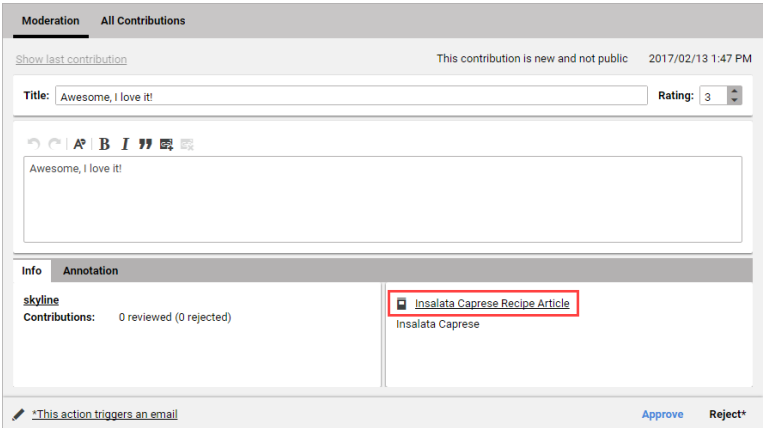 Moderation All Contributions
Show last contribution This contribution is new and not public 2017/02/13 1:47 PM
Title: Awesome, I love it! Rating: 3
B I
Awesome, I love it!
Info Annotation
skyline Insalata Caprese Recipe Article
Contributions: 0 reviewed (0 rejected) Insalata Caprese
*This action triggers an email Approve Reject*